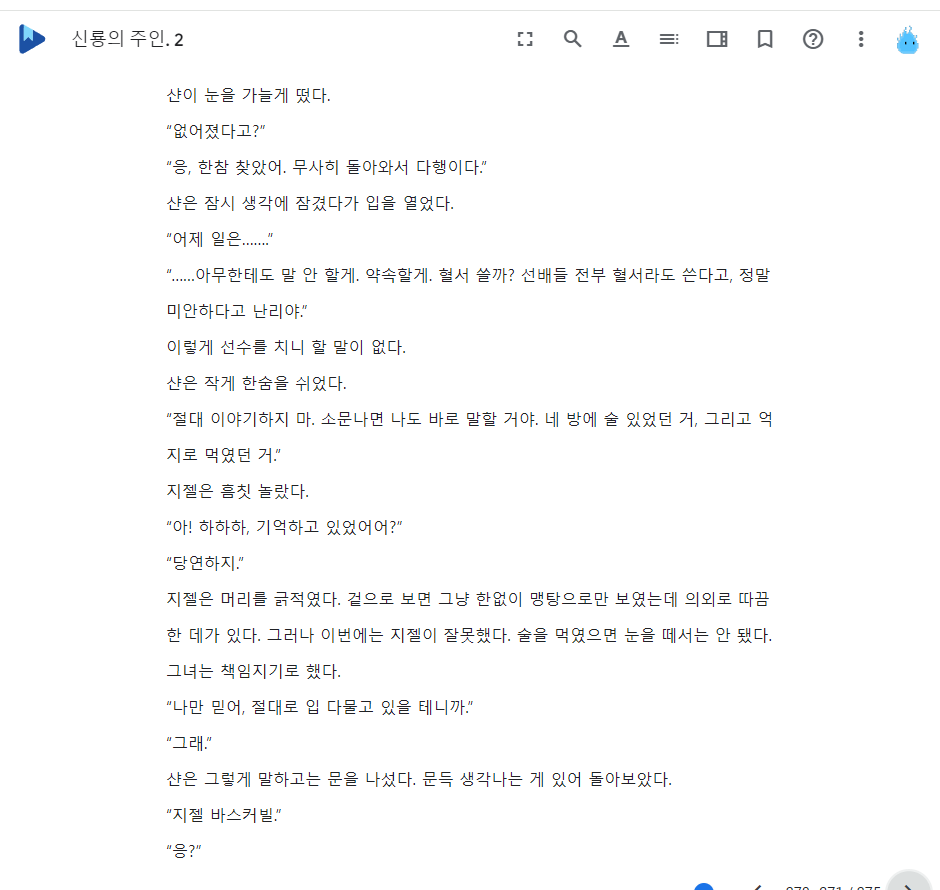 신룡의 주인. 2
샨이 눈을 가늘게 떴다.
“없어졌다고?”
“응, 한참 찾았어. 무사히 돌아와서 다행이다.”
샨은 잠시 생각에 잠겼다가 입을 열었다.
“어제 일은…….”
“……아무한테도 말 안 할게. 약속할게. 혈서 쓸까? 선배들 전부 혈서라도 쓴다고, 정말
미안하다고 난리야.”
이렇게 선수를 치니 할 말이 없다.
샨은 작게 한숨을 쉬었다.
“절대 이야기하지 마. 소문나면 나도 바로 말할 거야. 네 방에 술 있었던 거, 그리고 억
지로 먹였던 거.”
지젤은 흠칫 놀랐다.
“아! 하하하, 기억하고 있었어어?”
“당연하지.”
지젤은 머리를 긁적였다. 겉으로 보면 그냥 한없이 맹탕으로만 보였는데 의외로 따끔
한 데가 있다. 그러나 이번에는 지젤이 잘못했다. 술을 먹였으면 눈을 떼서는 안 됐다.
그녀는 책임지기로 했다.
“나만 믿어, 절대로 입 다물고 있을 테니까.”
“그래.”
샨은 그렇게 말하고는 문을 나섰다. 문득 생각나는 게 있어 돌아보았다.
“지젤 바스커빌.”
“응?”